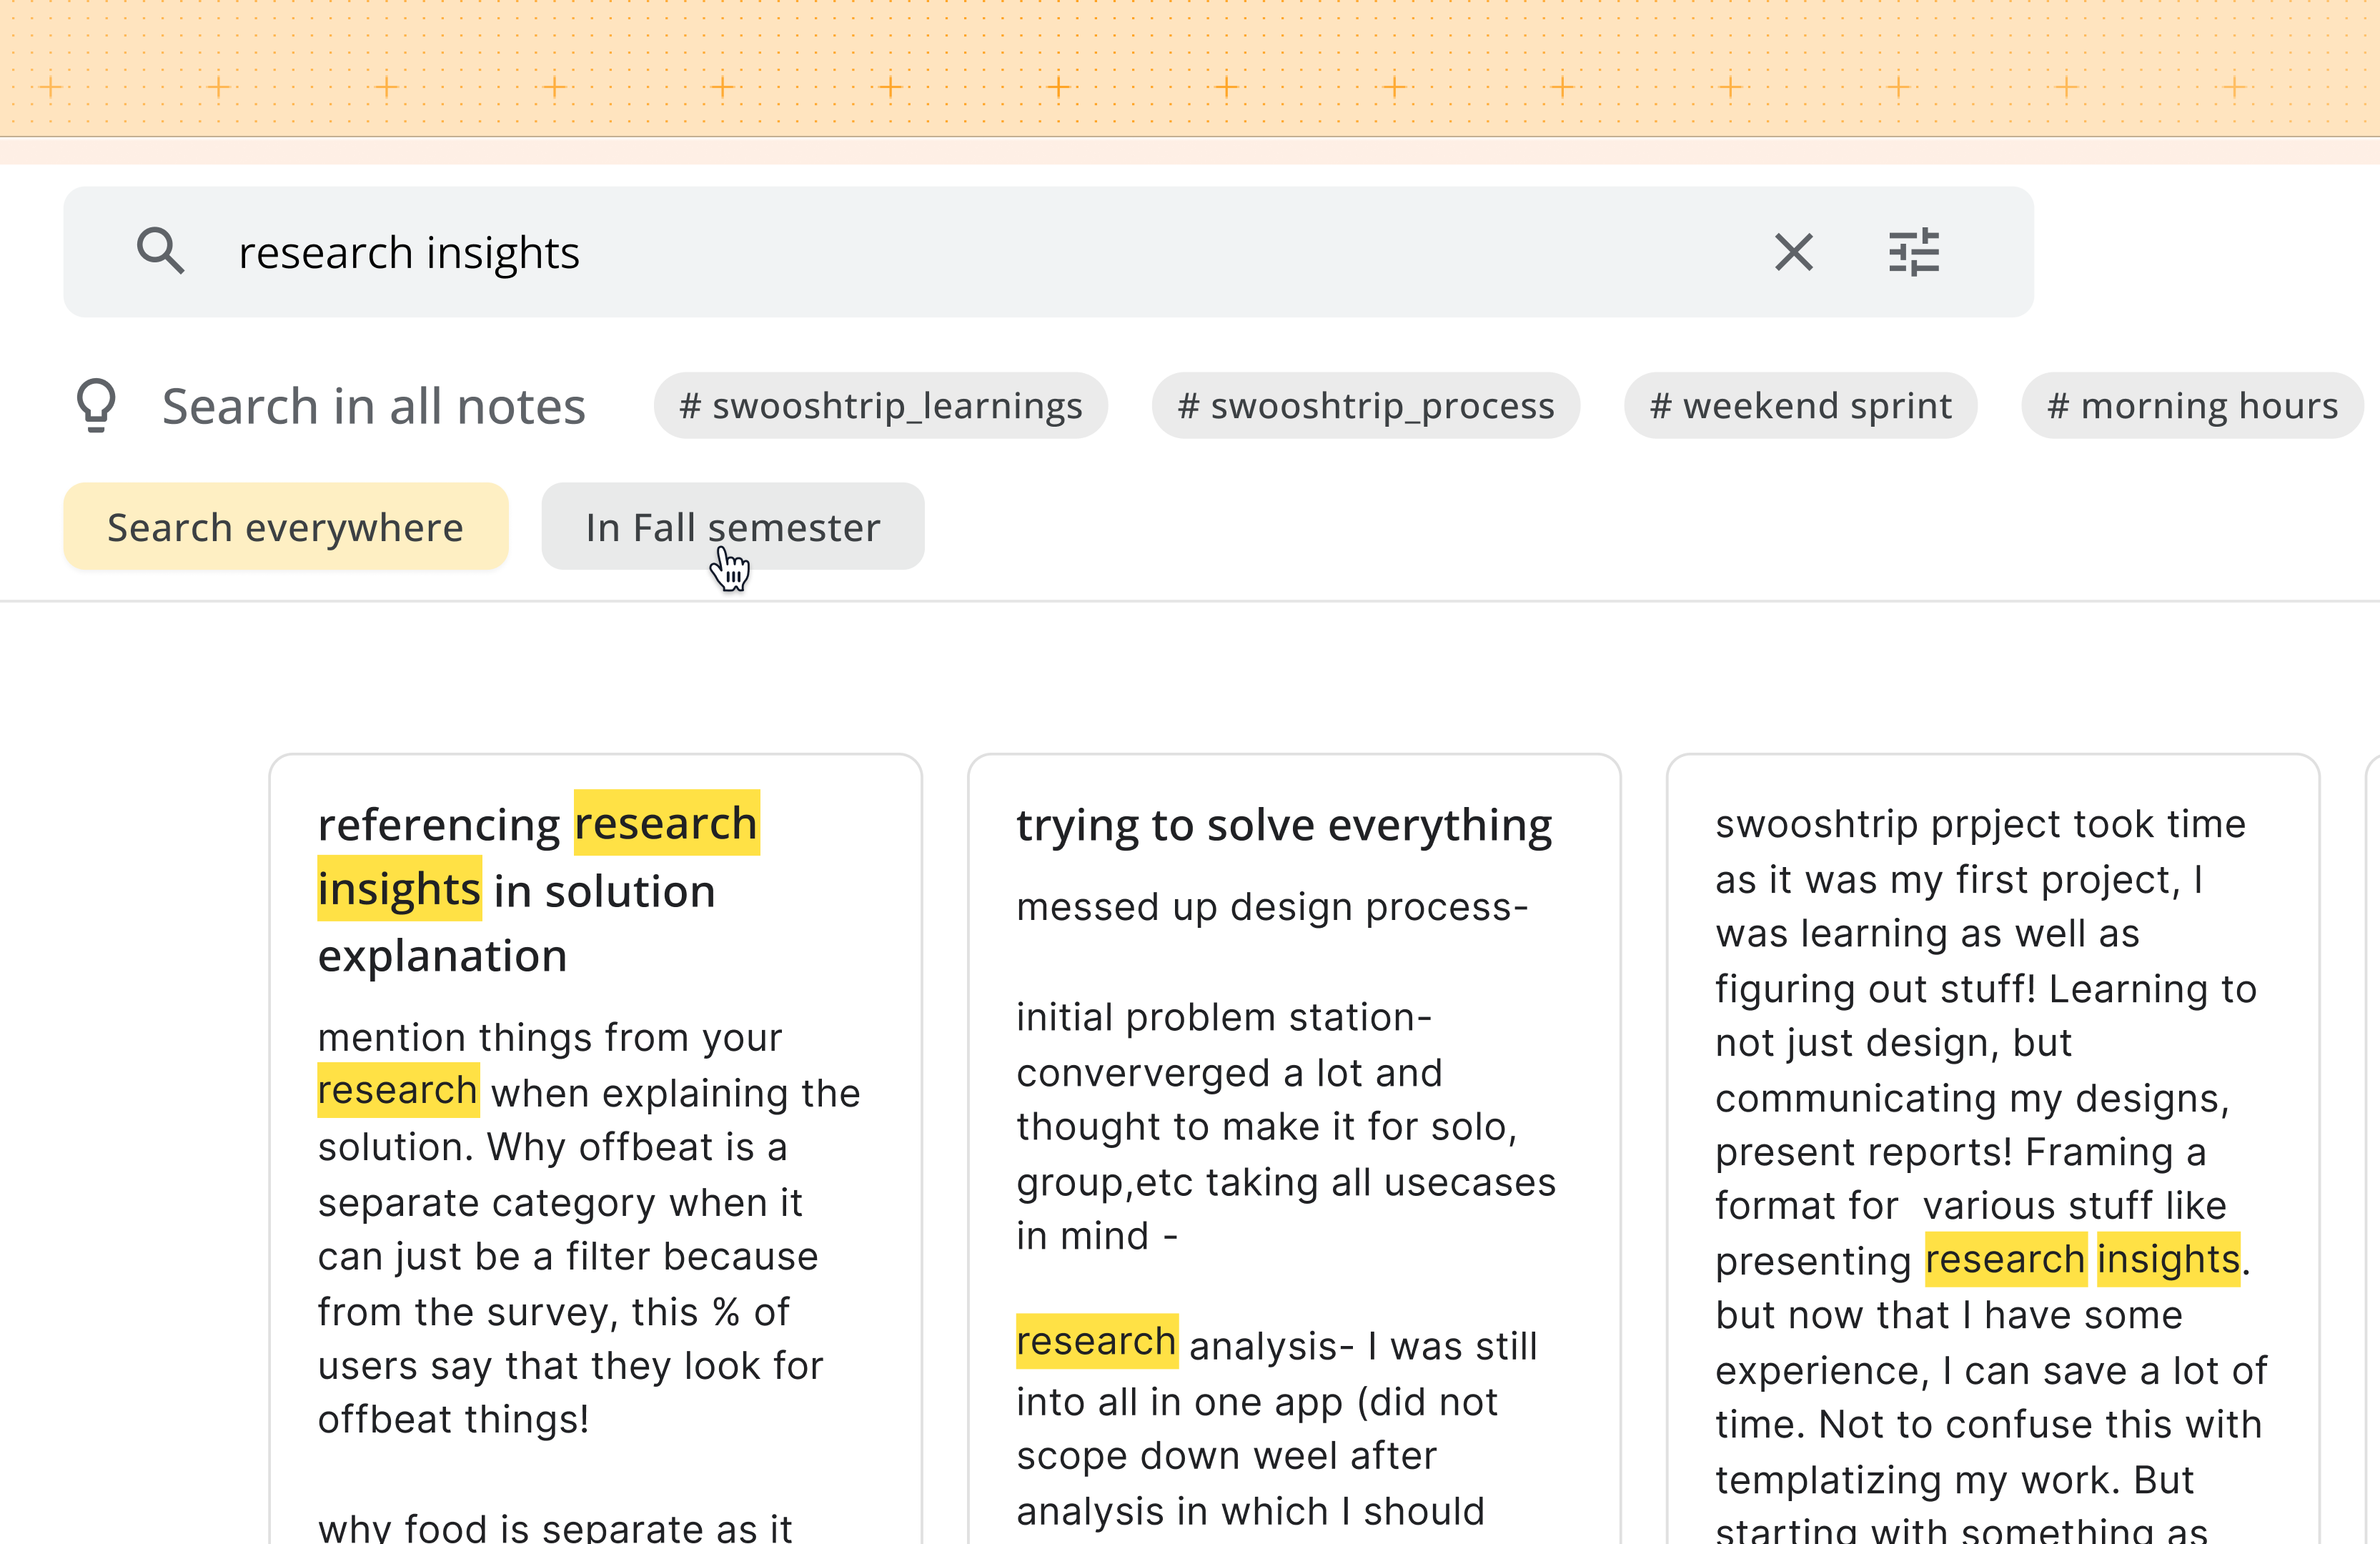 research insights
Search in all notes # swooshtrip_learnings # swooshtrip_process # weekend sprint # morning hours
Search everywhere In Fall semester
referencing research
insights in solution
explanation
mention things from your
research when explaining the
solution. Why offbeat is a
separate category when it
can just be a filter because
from the survey, this % of
users say that they look for
offbeat things!
why food is separate as it
trying to solve everything
messed up design process-
initial problem station-
convververged a lot and
thought to make it for solo,
group,etc taking all usecases
in mind -
research analysis- I was still
into all in one app (did not
scope down weel after
analysis in which I should
swooshtrip prpject took time
as it was my first project, I
was learning as well as
figuring out stuff! Learning to
not just design, but
communicating my designs,
present reports! Framing a
format for  various stuff like
presenting research insights.
but now that I have some
experience, I can save a lot of
time. Not to confuse this with
templatizing my work. But
starting with something as